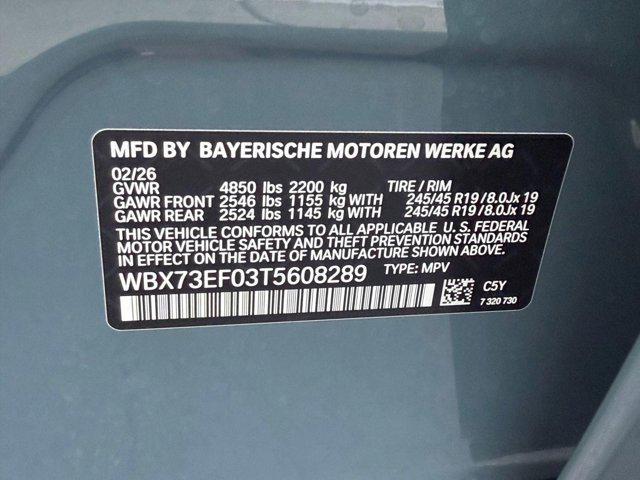 MFD BY BAYERISCHE MOTOREN WERKE AG
02/26
GVWR 4850 lbs 2200 kg TIRE / RIM
GAWR FRONT 2546 lbs 1155 kg WITH 245/45 R19 / 8.0Jx 19
GAWR REAR 2524 lbs 1145 kg WITH 245/45 R19 / 8.0Jx 19
THIS VEHICLE CONFORMS TO ALL APPLICABLE U. S. FEDERAL
MOTOR VEHICLE SAFETY AND THEFT PREVENTION STANDARDS
IN EFFECT ON THE DATE OF MANUFACTURE SHOWN ABOVE.
WBX73EF03T5608289 TYPE: MPV
C5Y
7 320 730